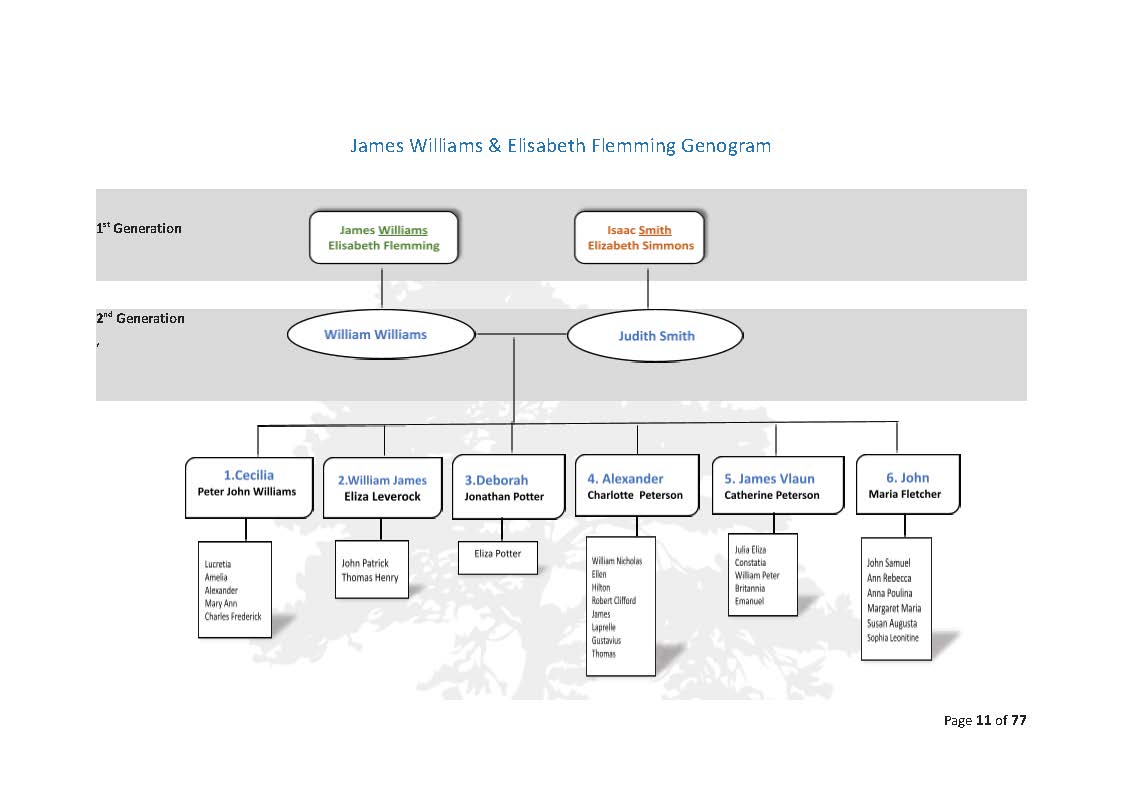 James Williams & Elisabeth Flemming Genogram
1st Generation
James Williams
Elisabeth Flemming
Isaac Smith
Elizabeth Simmons
2nd Generation
,
William Williams
Judith Smith
1.Cecilia
Peter John Williams
2.William James
Eliza Leverock
3.Deborah
Jonathan Potter
4. Alexander
Charlotte Peterson
5. James Vlaun
Catherine Peterson
6. John
Maria Fletcher
Lucretia
Amelia
Alexander
Mary Ann
Charles Frederick
John Patrick
Thomas Henry
Eliza Potter
William Nicholas
Ellen
Hilton
Robert Clifford
James
Laprelle
Gustavius
Thomas
Julia Eliza
Constatia
William Peter
Britannia
Emanuel
John Samuel
Ann Rebecca
Anna Poulina
Margaret Maria
Susan Augusta
Sophia Leonitine
Page 11 of 77